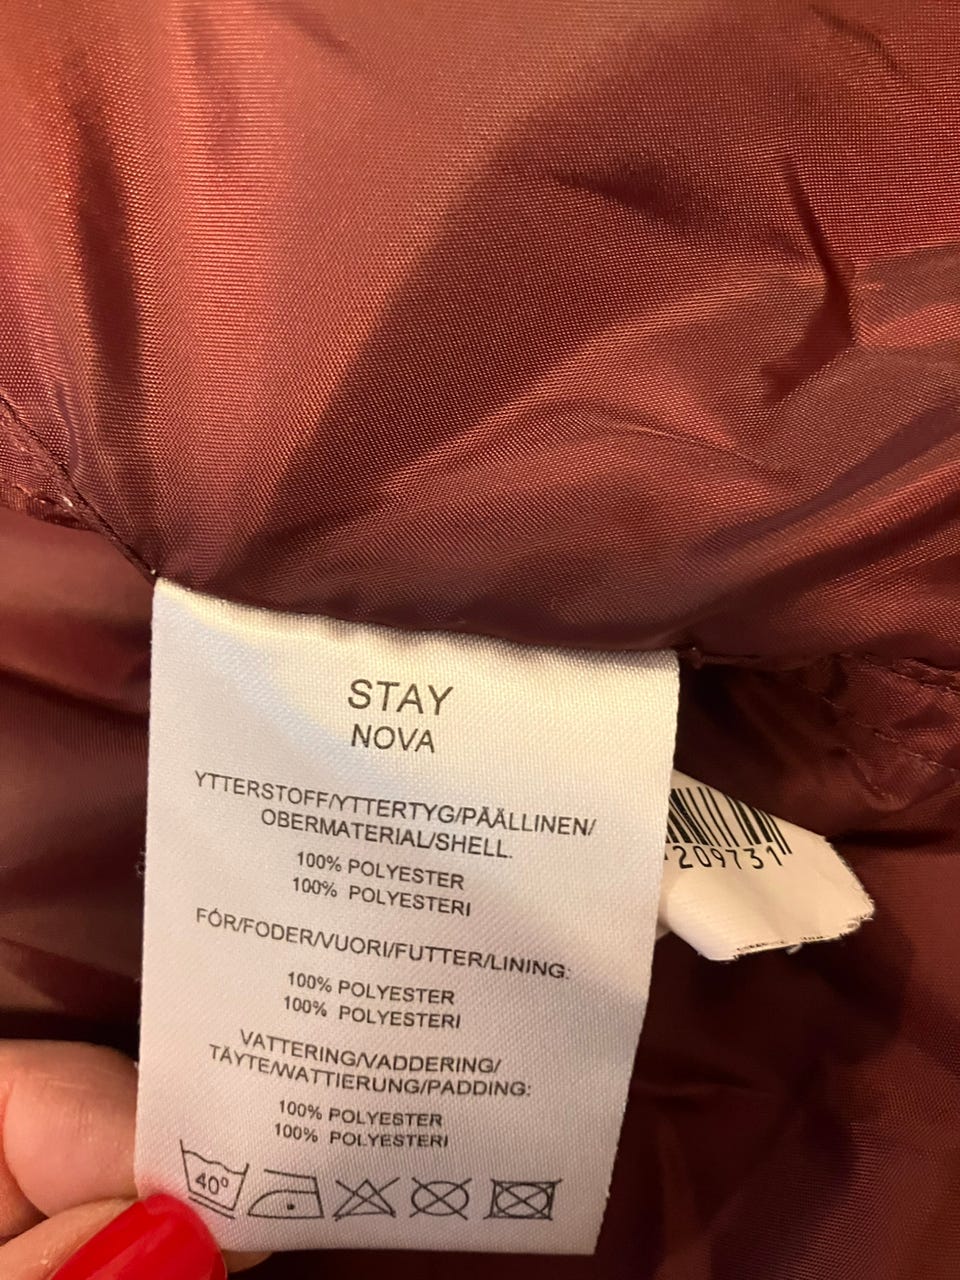 STAY
NOVA
YTTERSTOFF/YTTERTYG/PÄÄLLINEN/
OBERMATERIAL/SHELL.
100% POLYESTER
100% POLYESTERI
FÓR/FODER/VUORI/FUTTER/LINING:
100% POLYESTER
100% POLYESTERI
VATTERING/VADDERING/
TÄYTE/WATTIERUNG/PADDING:
100% POLYESTER
100% POLYESTERI
40°
209731